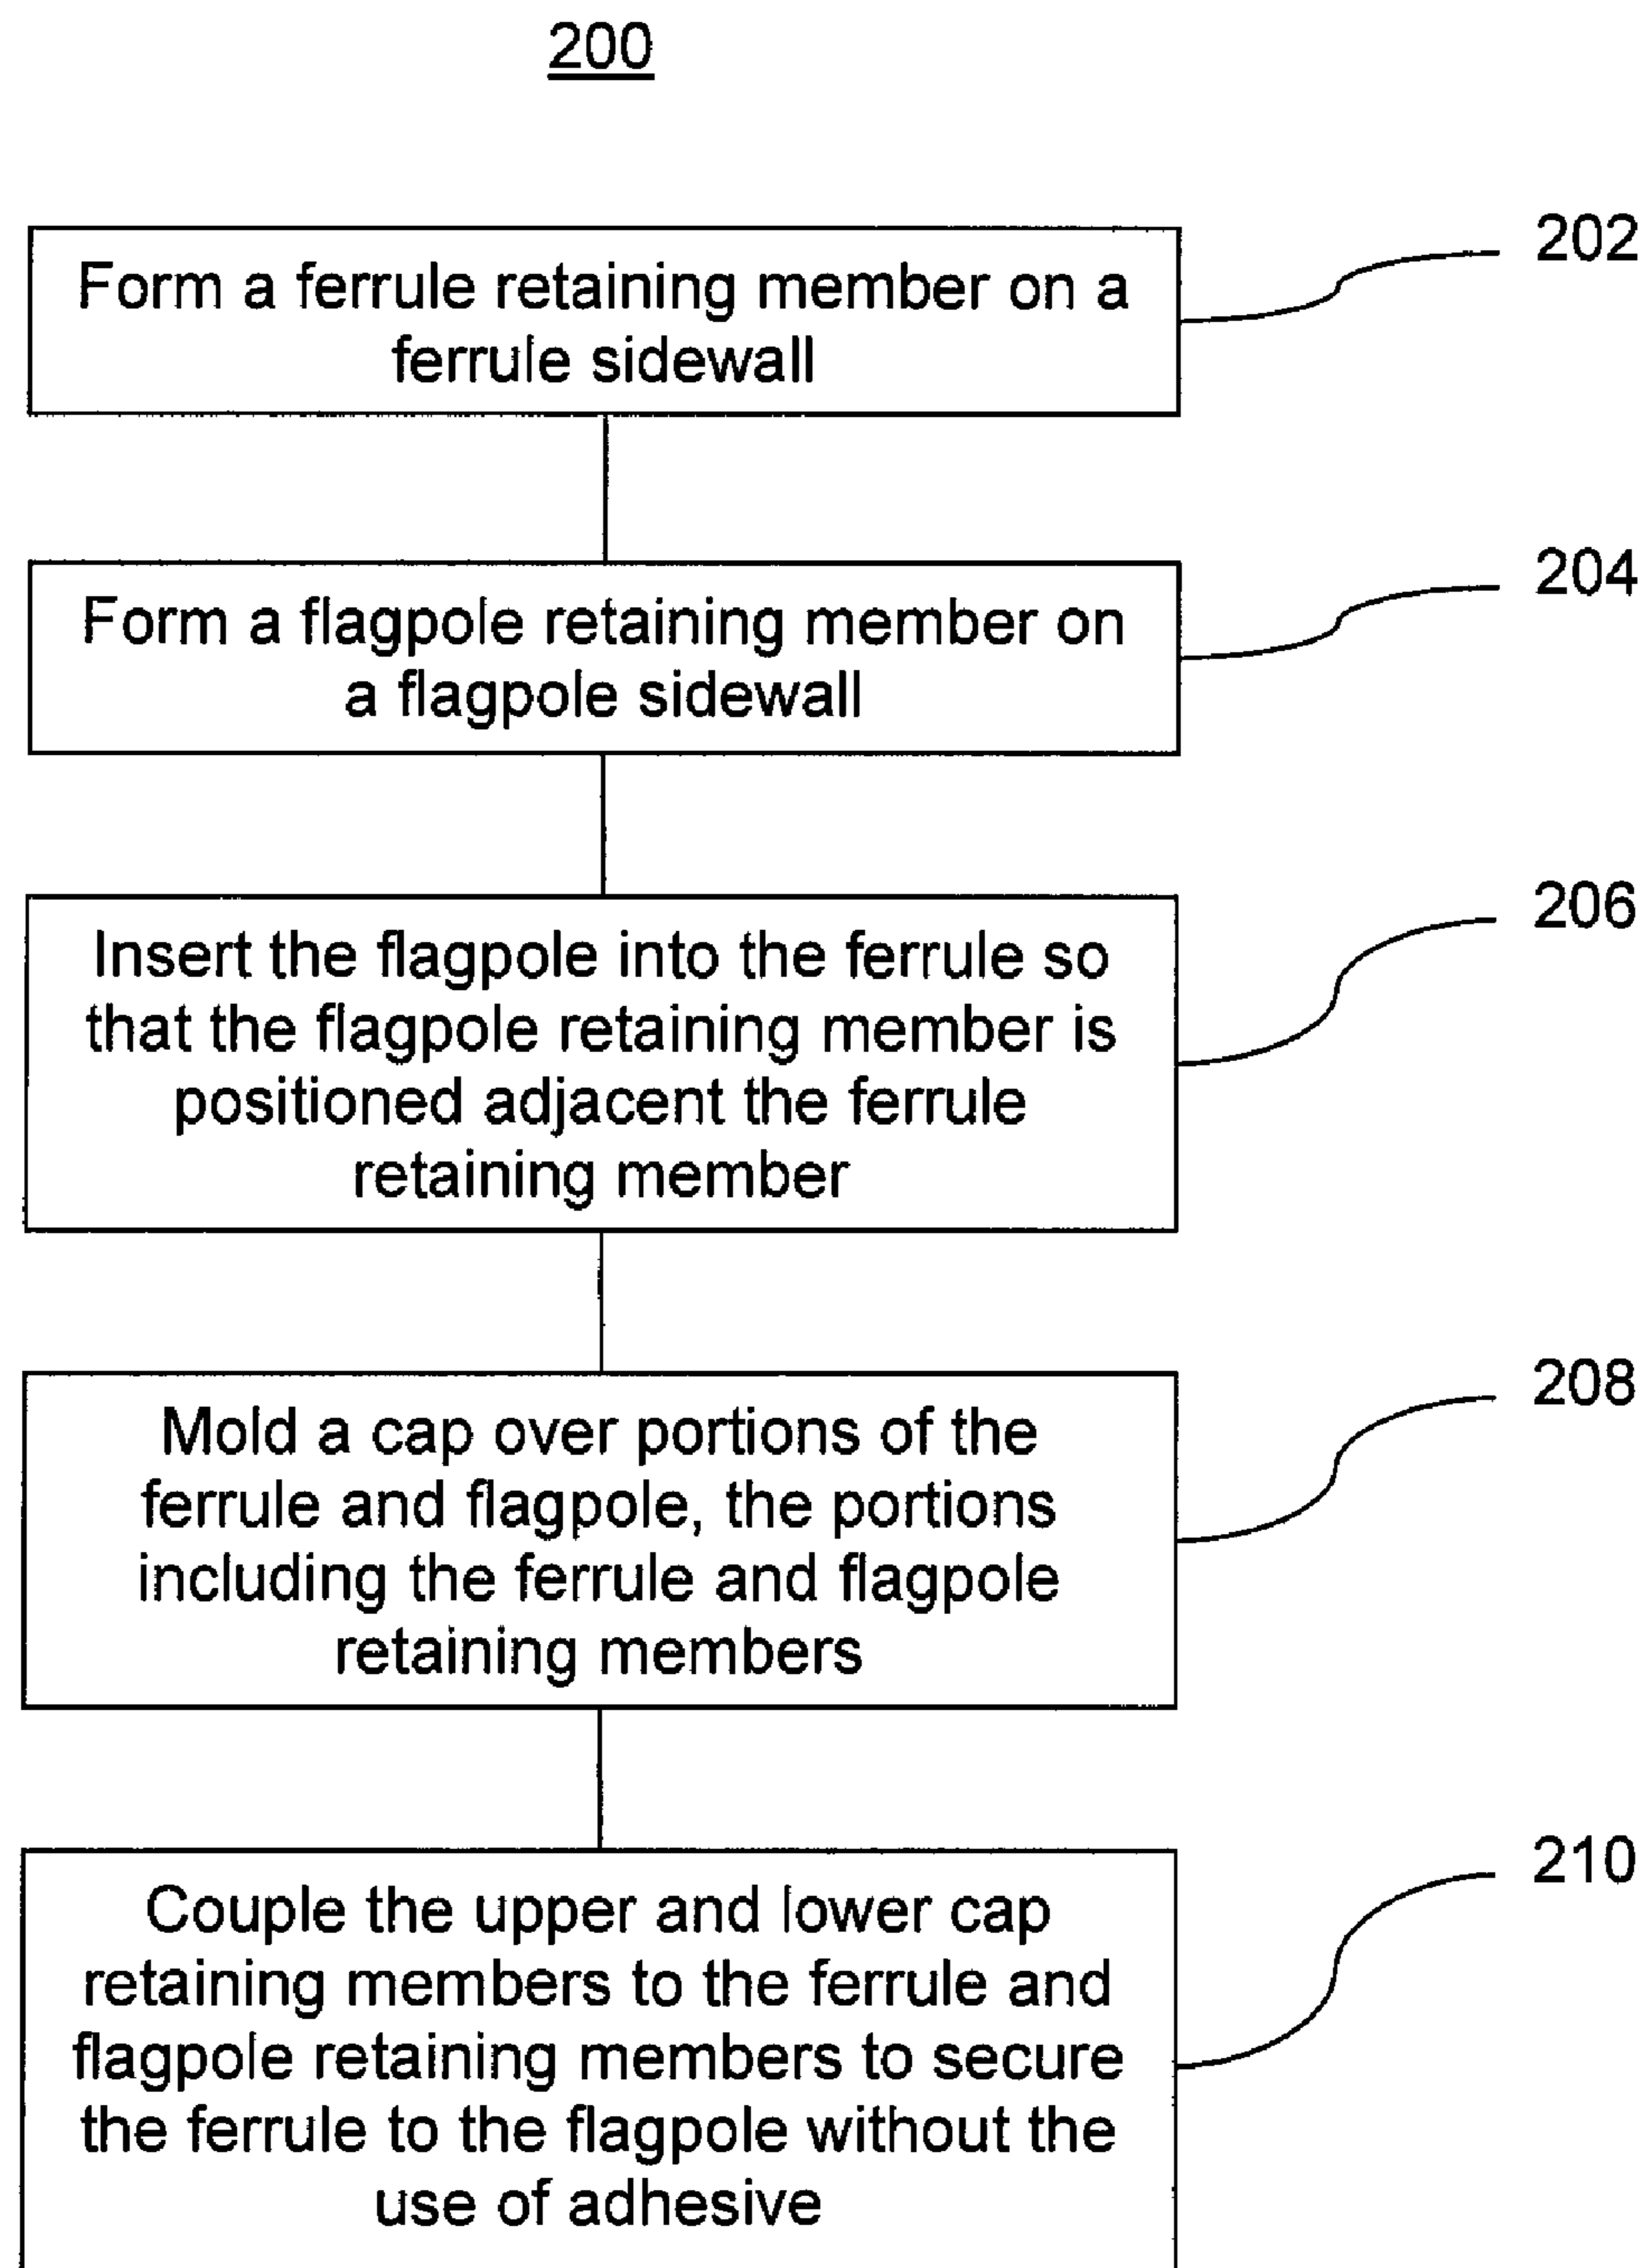 200
202
Form a ferrule retaining member on a
ferrule sidewall
204
Form a flagpole retaining member on
a flagpole sidewall
206
Insert the flagpole into the ferrule so
that the flagpole retaining member is
positioned adjacent the ferrule
retaining member
208
Mold a cap over portions of the
ferrule and flagpole, the portions
including the ferrule and flagpole
retaining members
210
Couple the upper and lower cap
retaining members to the ferrule and
flagpole retaining members to secure
the ferrule to the flagpole without the
use of adhesive